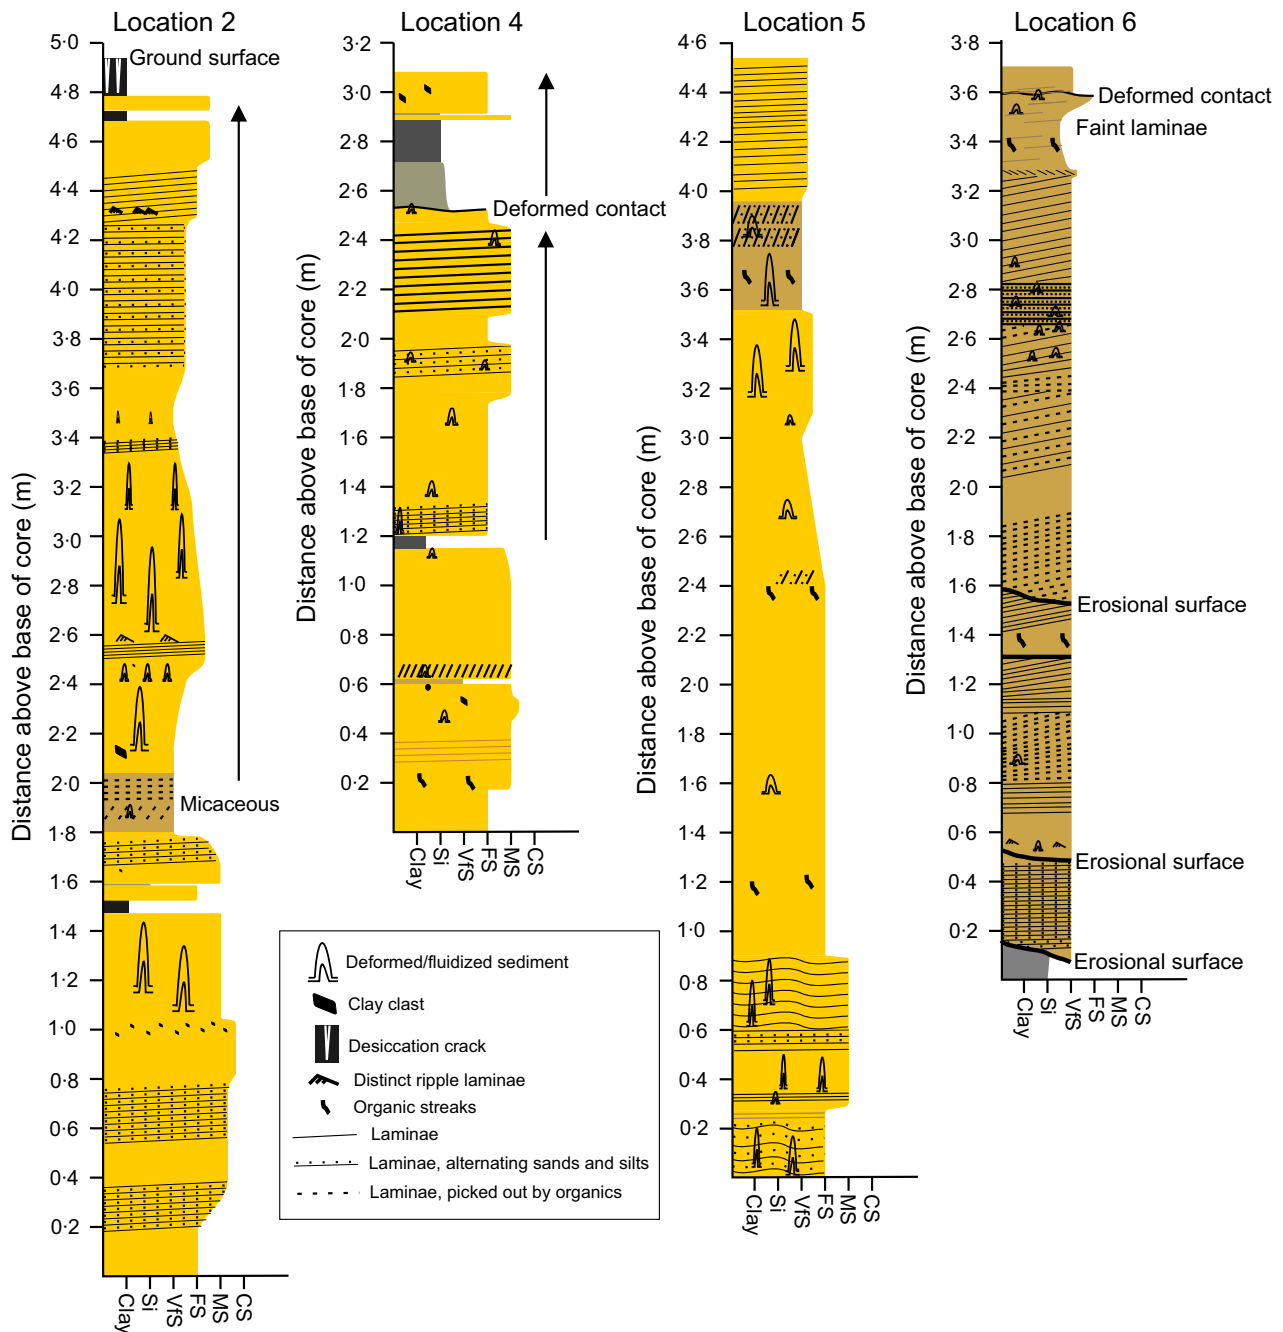 Location 2
Distance above base of core (m)
5·0
4·8
4·6
4·4
4·2
4·0
3·8
3·6
3·4
3·2
3·0
2·8
2·6
2·4
2·2
2·0
1·8
1·6
1·4
1·2
1·0
0·8
0·6
0·4
0·2
Ground surface
Micaceous
Clay
Si
VfS
FS
MS
CS
Location 4
Distance above base of core (m)
3·2
3·0
2·8
2·6
2·4
2·2
2·0
1·8
1·6
1·4
1·2
1·0
0·8
0·6
0·4
0·2
Deformed contact
Clay
Si
VfS
FS
MS
CS
Location 5
Distance above base of core (m)
4·6
4·4
4·2
4·0
3·8
3·6
3·4
3·2
3·0
2·8
2·6
2·4
2·2
2·0
1·8
1·6
1·4
1·2
1·0
0·8
0·6
0·4
0·2
Clay
Si
VfS
FS
MS
CS
Location 6
Distance above base of core (m)
3·8
3·6
3·4
3·2
3·0
2·8
2·6
2·4
2·2
2·0
1·8
1·6
1·4
1·2
1·0
0·8
0·6
0·4
0·2
Deformed contact
Faint laminae
Erosional surface
Erosional surface
Erosional surface
Clay
Si
VfS
FS
MS
CS
Deformed/fluidized sediment
Clay clast
Desiccation crack
Distinct ripple laminae
Organic streaks
Laminae
Laminae, alternating sands and silts
Laminae, picked out by organics